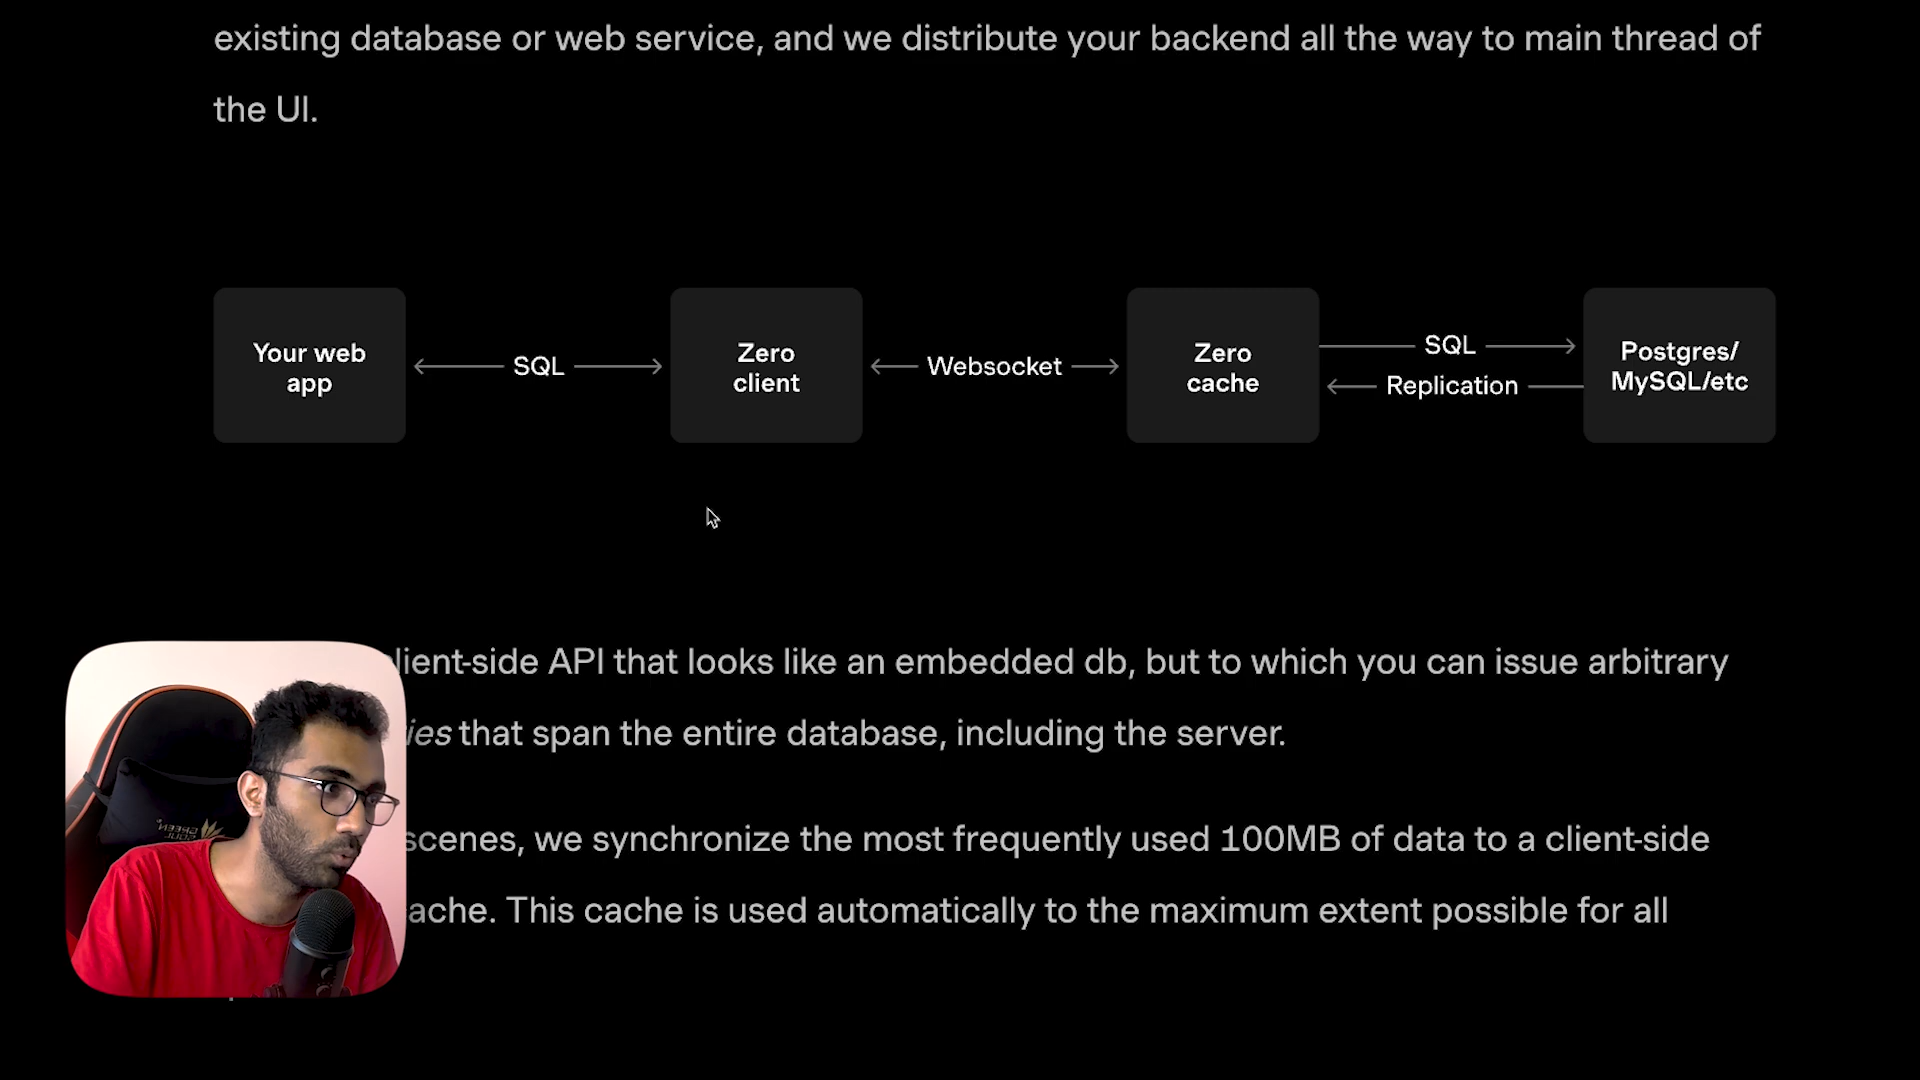 existing database or web service, and we distribute your backend all the way to main thread of
the UI.
Your web
app
SQL
Zero
client
Websocket
Zero
cache
SQL
Replication
Postgres/
MySQL/etc
client-side API that looks like an embedded db, but to which you can issue arbitrary
that span the entire database, including the server.
scenes, we synchronize the most frequently used 100MB of data to a client-side
This cache is used automatically to the maximum extent possible for all
GREEN
SOUL